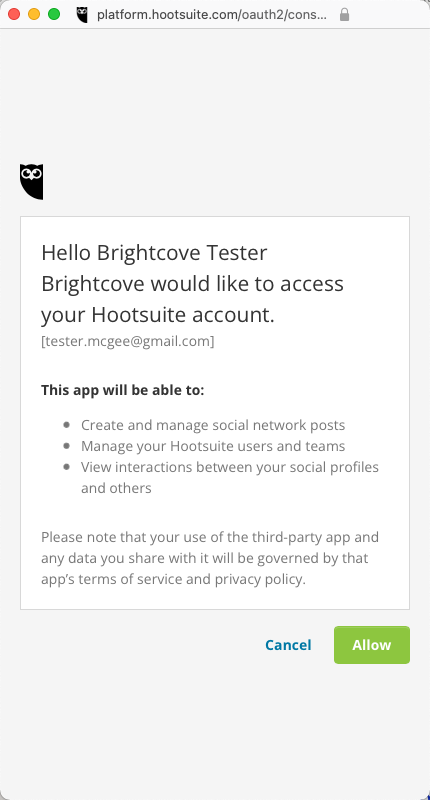 platform.hootsuite.com/oauth2/cons...
Hello Brightcove Tester
Brightcove would like to access
your Hootsuite account.
[tester.mcgee@gmail.com]
This app will be able to:
Create and manage social network posts
Manage your Hootsuite users and teams
View interactions between your social profiles
and others
Please note that your use of the third-party app and
any data you share with it will be governed by that
app’s terms of service and privacy policy.
Cancel
Allow